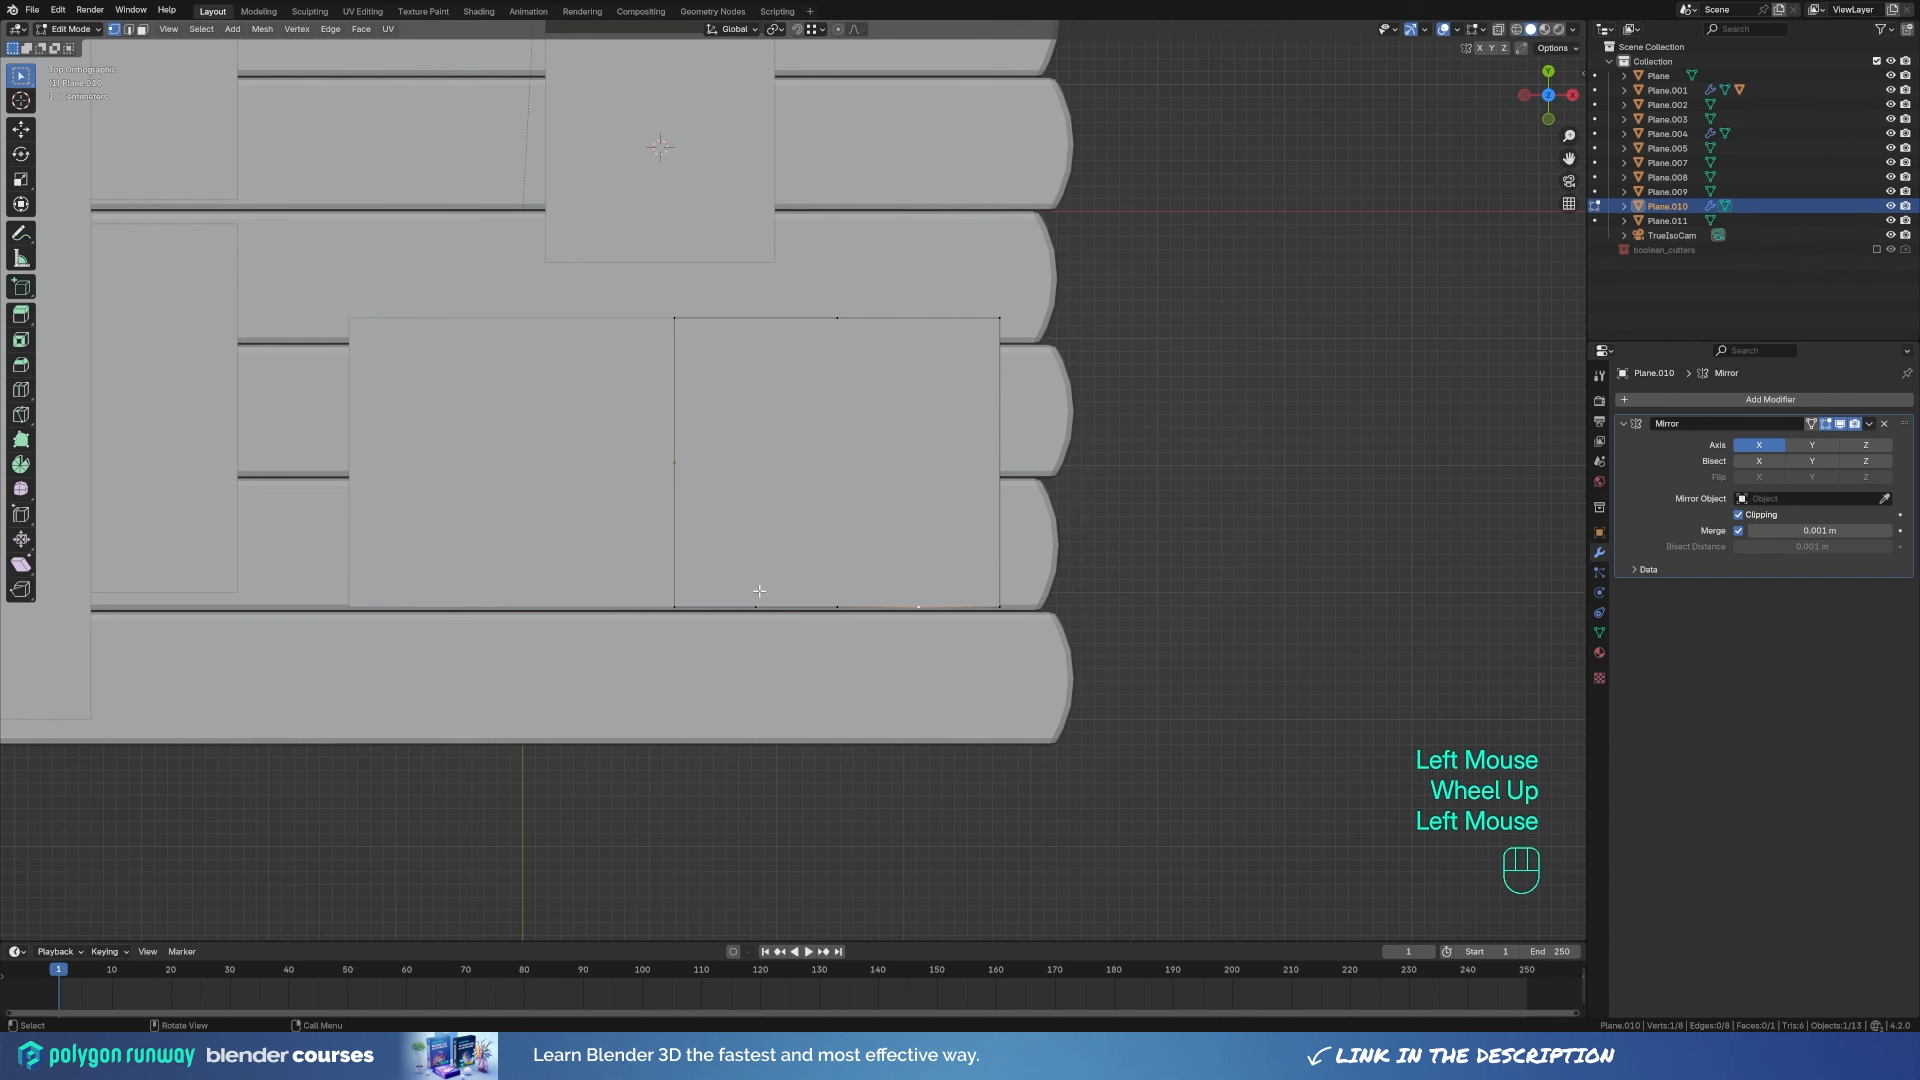 File Edit Render Window Help Layout Modeling Sculpting UV Editing Texture Paint Shading Animation Rendering Compositing Geometry Nodes Scripting + Scene ViewLayer
Edit Mode View Select Add Mesh Vertex Edge Face UV Global
X Y Z Options
Top Orthographic
(1) Plane.010
10 Centimeters
Y
Z
X
Search
Scene Collection
Collection
Plane
Plane.001
Plane.002
Plane.003
Plane.004
Plane.005
Plane.007
Plane.008
Plane.009
Plane.010
Plane.011
TrueIsoCam
boolean_cutters
Search
Plane.010 > Mirror
+ Add Modifier
Mirror
Axis X Y Z
Bisect X Y Z
Flip X Y Z
Mirror Object Object
Clipping
Merge 0.001 m
Bisect Distance 0.001 m
Data
Left Mouse
Wheel Up
Left Mouse
Playback Keying View Marker 1 Start 1 End 250
1 10 20 30 40 50 60 70 80 90 100 110 120 130 140 150 160 170 180 190 200 210 220 230 240 250
Select Rotate View Call Menu Plane.010 | Verts:1/8 | Edges:0/8 | Faces:0/1 | Tris:6 | Objects:1/13 | 4.2.0
polygon runway blender courses Learn Blender 3D the fastest and most effective way. LINK IN THE DESCRIPTION